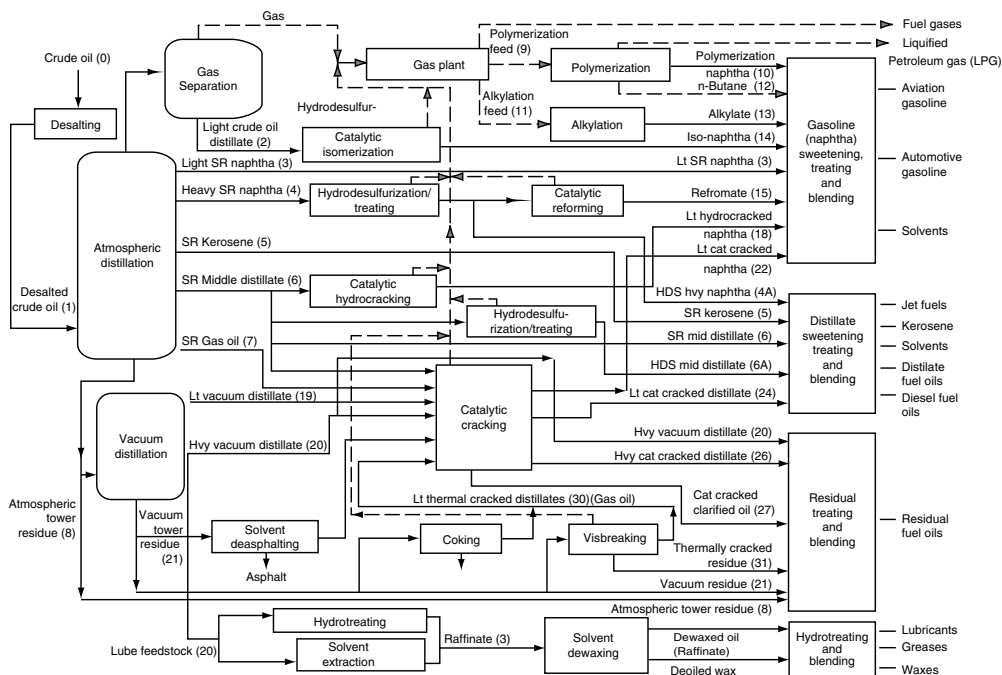 Gas
Fuel gases
Polymerization
feed (9)
Liquified
Petroleum gas (LPG)
Crude oil (0)
Gas
Separation
Gas plant
Polymerization
Polymerization
naphtha (10)
n-Butane (12)
Aviation
gasoline
Desalting
Hydrodesulfur-
Alkylation
feed (11)
Alkylation
Alkylate (13)
Gasoline
(naphtha)
sweetening,
treating
and
blending
Light crude oil
distillate (2)
Catalytic
isomerization
Iso-naphtha (14)
Light SR naphtha (3)
Lt SR naphtha (3)
Automotive
gasoline
Heavy SR naphtha (4)
Hydrodesulfurization/
treating
Catalytic
reforming
Refromate (15)
Lt hydrocracked
naphtha (18)
Solvents
Atmospheric
distillation
SR Kerosene (5)
Lt cat cracked
naphtha (22)
SR Middle distillate (6)
Catalytic
hydrocracking
Desalted
crude oil (1)
HDS hvy naphtha (4A)
Jet fuels
Hydrodesulfu-
rization/treating
SR kerosene (5)
Distillate
sweetening
treating
and
blending
Kerosene
SR Gas oil (7)
SR mid distillate (6)
Solvents
HDS mid distillate (6A)
Distilate
fuel oils
Lt vacuum distillate (19)
Catalytic
cracking
Lt cat cracked distillate (24)
Diesel fuel
oils
Vacuum
distillation
Hvy vacuum distillate (20)
Hvy vacuum distillate (20)
Hvy cat cracked distillate (26)
Atmospheric
tower
residue (8)
Lt thermal cracked distillates (30)(Gas oil)
Cat cracked
clarified oil (27)
Residual
treating
and
blending
Residual
fuel oils
Vacuum
tower
residue
(21)
Solvent
deasphalting
Coking
Visbreaking
Asphalt
Thermally cracked
residue (31)
Vacuum residue (21)
Atmospheric tower residue (8)
Hydrotreating
Lube feedstock (20)
Solvent
extraction
Raffinate (3)
Solvent
dewaxing
Dewaxed oil
(Raffinate)
Deoiled wax
Hydrotreating
and
blending
Lubricants
Greases
Waxes